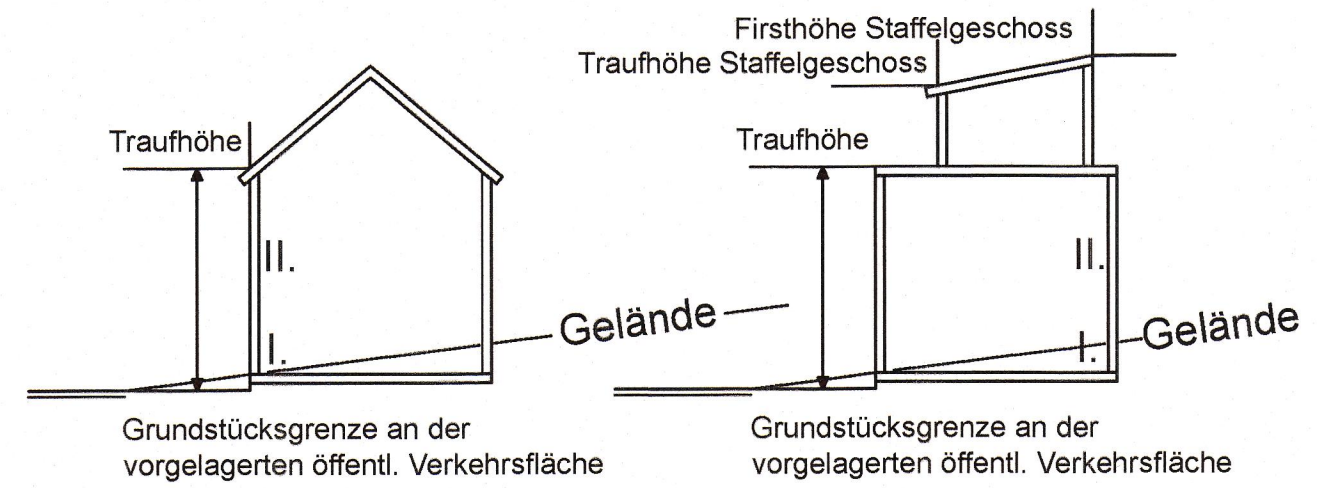 Traufhöhe
II.
I.
Gelände
Grundstücksgrenze an der
vorgelagerten öffentl. Verkehrsfläche
Firsthöhe Staffelgeschoss
Traufhöhe Staffelgeschoss
Traufhöhe
II.
I.
Gelände
Grundstücksgrenze an der
vorgelagerten öffentl. Verkehrsfläche